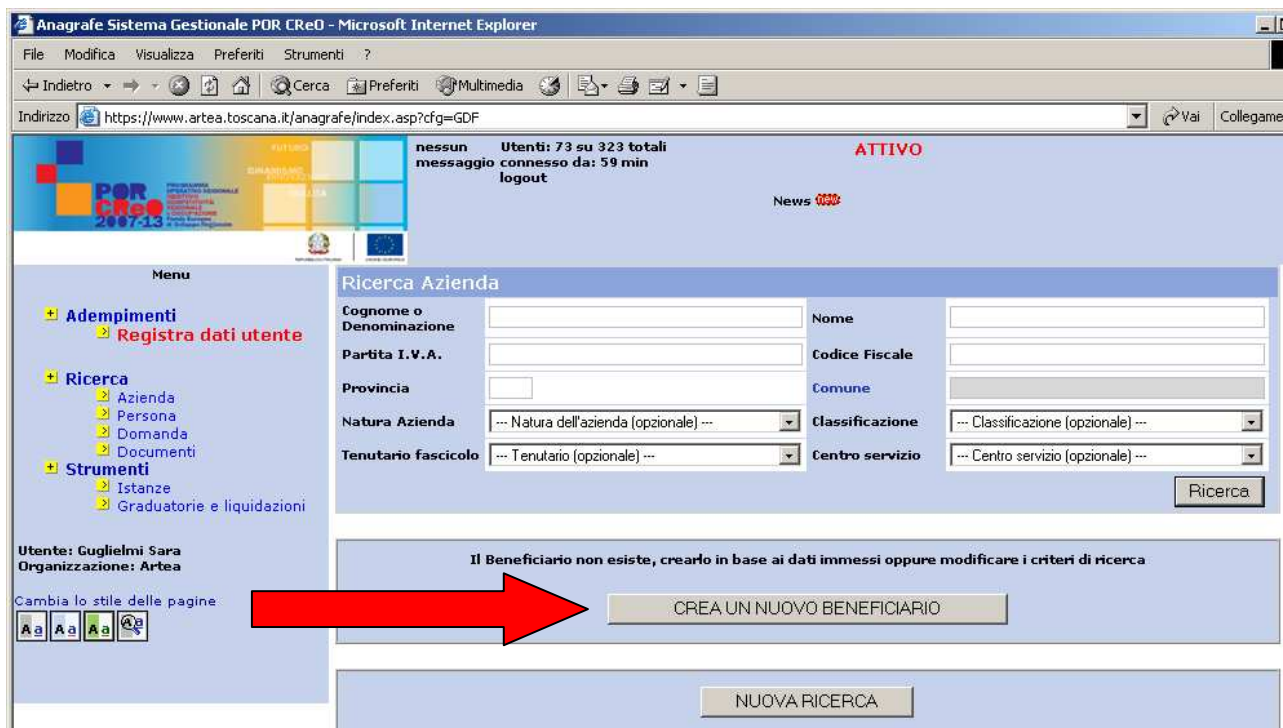 Anagrafe Sistema Gestionale POR CReO - Microsoft Internet Explorer
File Modifica Visualizza Preferiti Strumenti ?
Indietro Cerca Preferiti Multimedia
Indirizzo https://www.artea.toscana.it/anagrafe/index.asp?cfg=GDF Vai Collegame
FUTURO
POR
CReO
2007-13
nessun messaggio
Utenti: 73 su 323 totali
connesso da: 59 min
logout
ATTIVO
News new
Menu
Adempimenti
Registra dati utente
Ricerca
Azienda
Persona
Domanda
Documenti
Strumenti
Istanze
Graduatorie e liquidazioni
Utente: Guglielmi Sara
Organizzazione: Artea
Cambia lo stile delle pagine
Aa Aa Aa
Ricerca Azienda
Cognome o Denominazione Nome
Partita I.V.A. Codice Fiscale
Provincia Comune
Natura Azienda --- Natura dell'azienda (opzionale) --- Classificazione --- Classificazione (opzionale) ---
Tenutario fascicolo --- Tenutario (opzionale) --- Centro servizio --- Centro servizio (opzionale) ---
Ricerca
Il Beneficiario non esiste, crearlo in base ai dati immessi oppure modificare i criteri di ricerca
CREA UN NUOVO BENEFICIARIO
NUOVA RICERCA